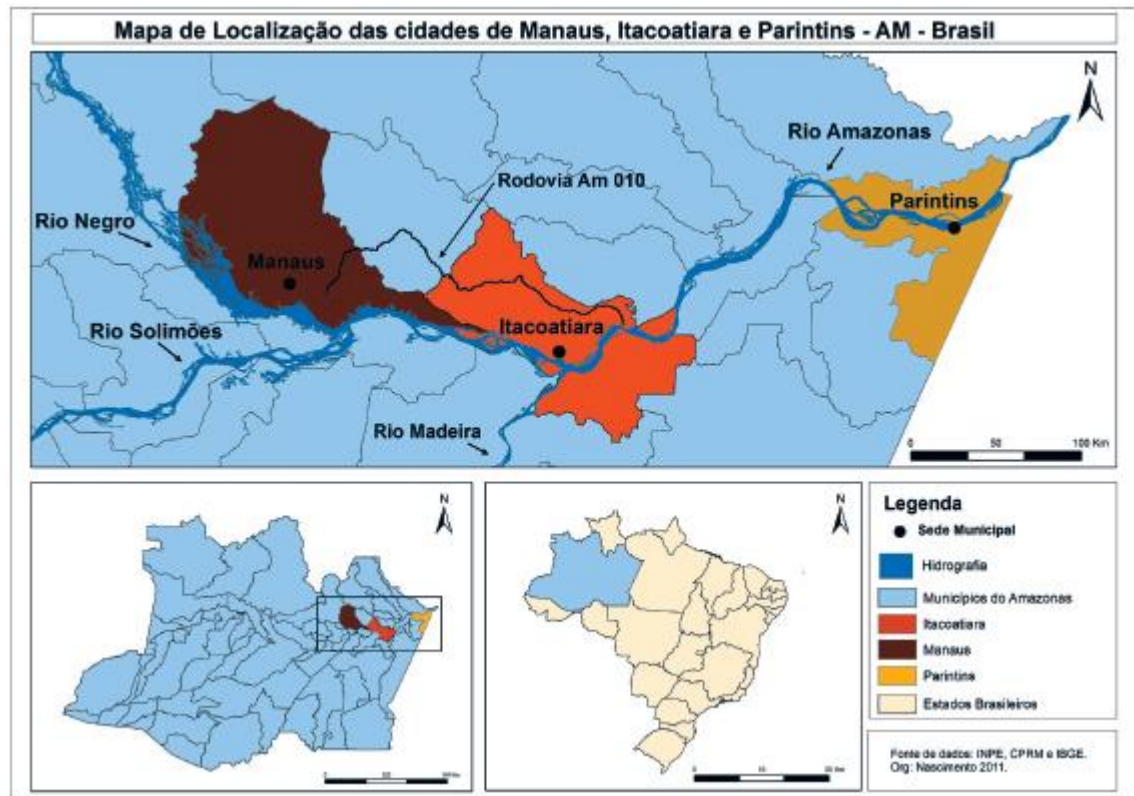 Mapa de Localização das cidades de Manaus, Itacoatiara e Parintins - AM - Brasil
N
Rio Amazonas
Rodovia Am 010
Parintins
Rio Negro
Manaus
Rio Solimões
Itacoatiara
Rio Madeira
0 50 100 Km
N
N
Legenda
Sede Municipal
Hidrografia
Municípios do Amazonas
Itacoatiara
Manaus
Parintins
Estados Brasileiros
Fonte de dados: INPE, CPRM e IBGE.
Org: Nascimento 2011.